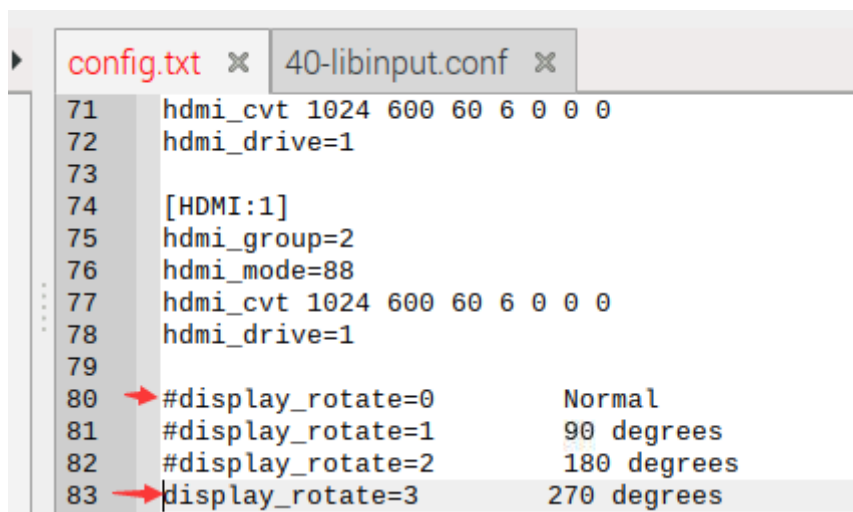 config.txt 40-libinput.conf
71 hdmi_cvt 1024 600 60 6 0 0 0
72 hdmi_drive=1
73
74 [HDMI:1]
75 hdmi_group=2
76 hdmi_mode=88
77 hdmi_cvt 1024 600 60 6 0 0 0
78 hdmi_drive=1
79
80 #display_rotate=0 Normal
81 #display_rotate=1 90 degrees
82 #display_rotate=2 180 degrees
83 display_rotate=3 270 degrees